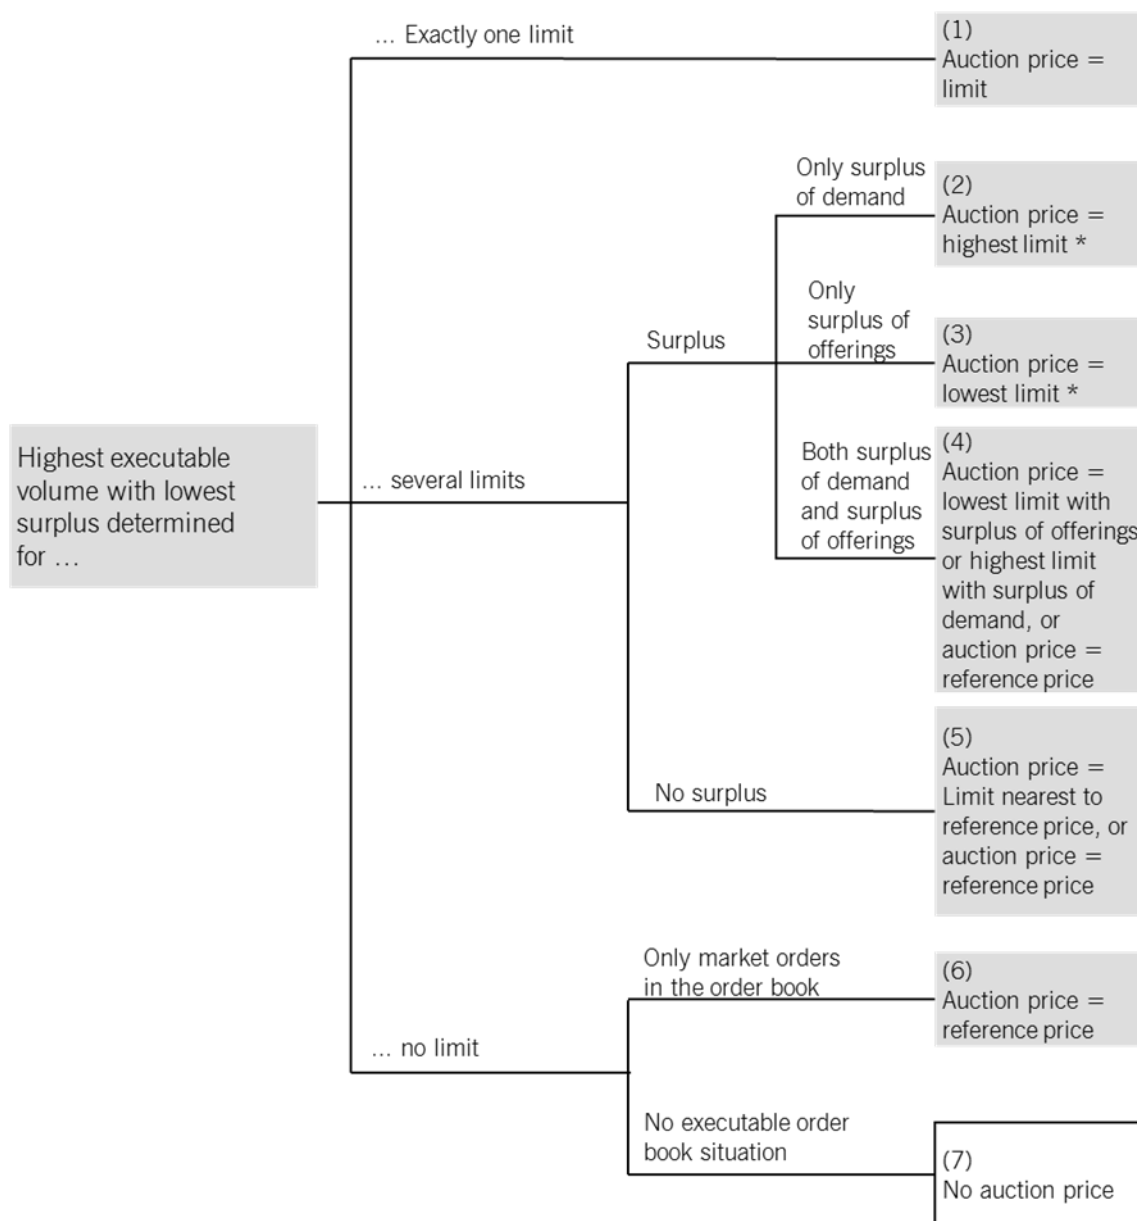 ... Exactly one limit
(1)
Auction price =
limit
Only surplus
of demand
(2)
Auction price =
highest limit *
Only
surplus of
offerings
Surplus
(3)
Auction price =
lowest limit *
Highest executable
volume with lowest
surplus determined
for ...
... several limits
Both surplus
of demand
and surplus
of offerings
(4)
Auction price =
lowest limit with
surplus of offerings
or highest limit
with surplus of
demand, or
auction price =
reference price
No surplus
(5)
Auction price =
Limit nearest to
reference price, or
auction price =
reference price
Only market orders
in the order book
(6)
Auction price =
reference price
... no limit
No executable order
book situation
(7)
No auction price